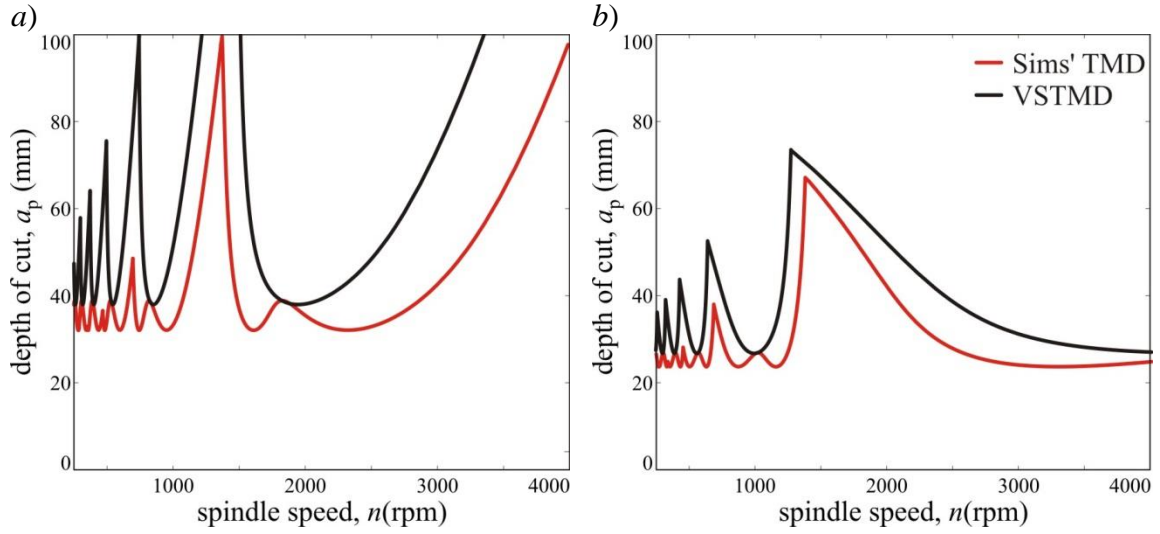 a)
b)
100
80
60
40
20
0
depth of cut, ap (mm)
1000
2000
3000
4000
spindle speed, n(rpm)
100
80
60
40
20
0
depth of cut, ap (mm)
Sims' TMD
VSTMD
1000
2000
3000
4000
spindle speed, n(rpm)